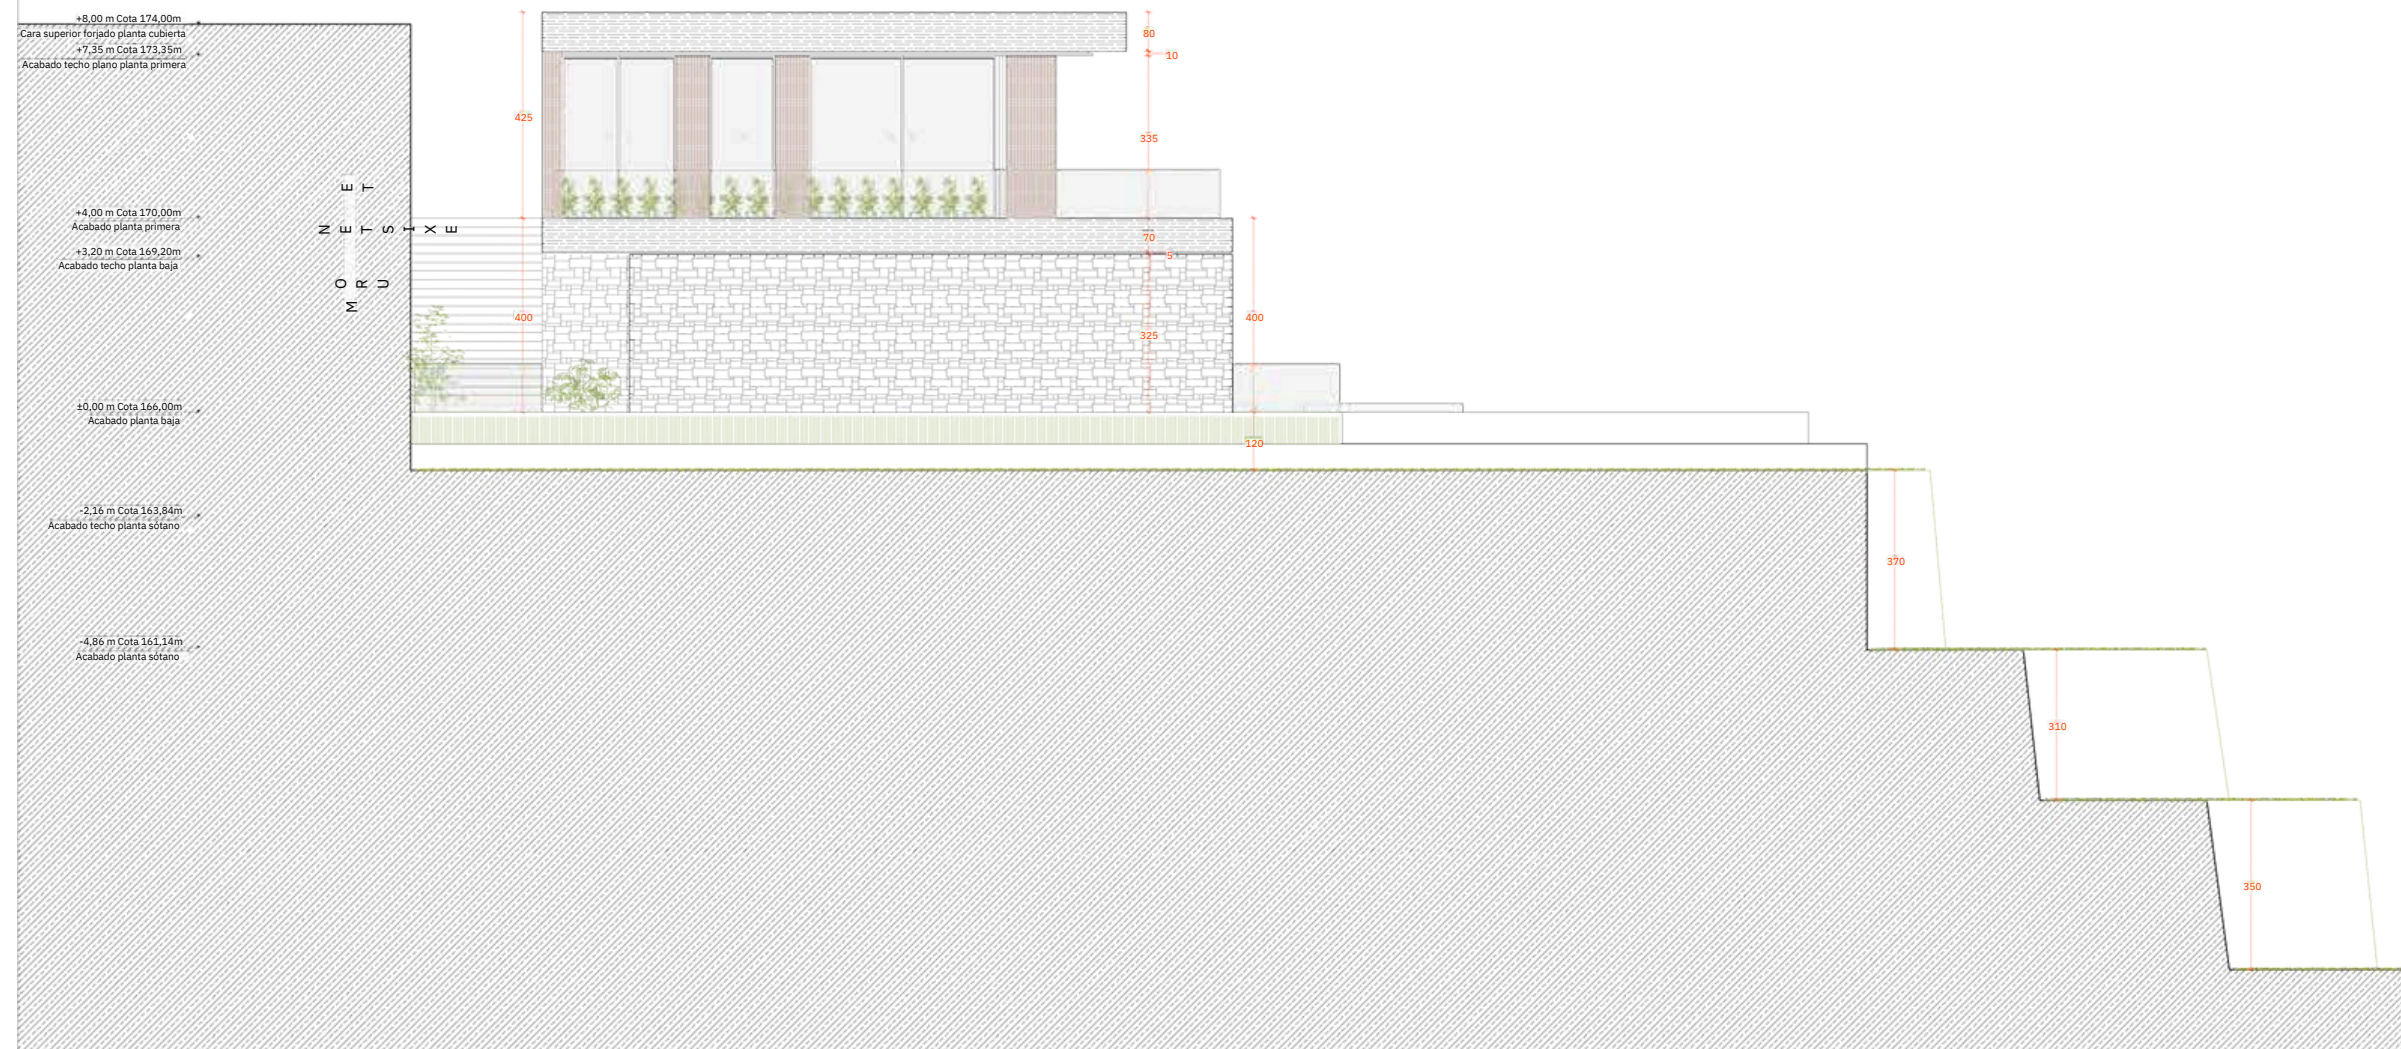 +8,00 m Cota 174,00m
Cara superior forjado planta cubierta
+7,35 m Cota 173,35m
Acabado techo plano planta primera
+4,00 m Cota 170,00m
Acabado planta primera
+3,20 m Cota 169,20m
Acabado techo planta baja
±0,00 m Cota 166,00m
Acabado planta baja
-2,16 m Cota 163,84m
Acabado techo planta sótano
-4,86 m Cota 161,14m
Acabado planta sótano
MURO
EXISTENTE
425
400
80
10
335
70
5
325
400
120
370
310
350